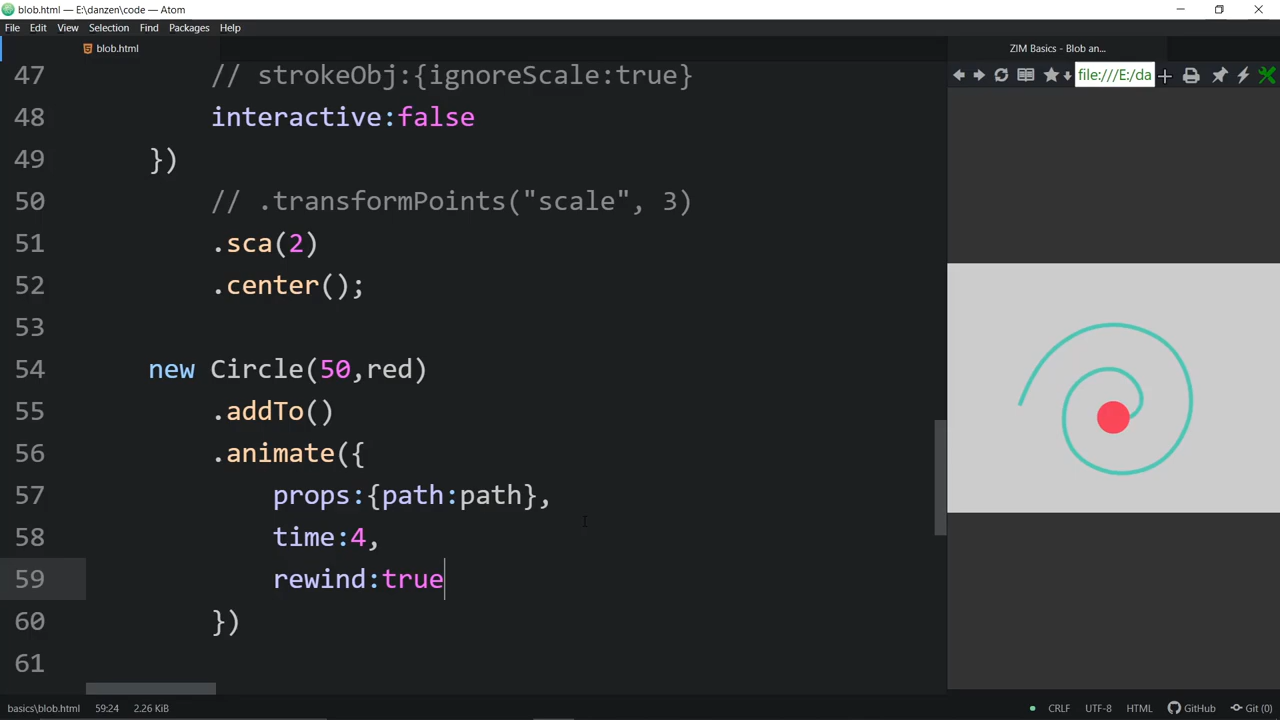 blob.html — E:\danzen\code — Atom
File Edit View Selection Find Packages Help
blob.html
ZIM Basics - Blob an...
file:///E:/da
47 // strokeObj:{ignoreScale:true}
48 interactive:false
49 })
50 // .transformPoints("scale", 3)
51 .sca(2)
52 .center();
53
54 new Circle(50,red)
55 .addTo()
56 .animate({
57 props:{path:path},
58 time:4,
59 rewind:true
60 })
61
basics\blob.html 59:24 2.26 KiB CRLF UTF-8 HTML GitHub Git (0)